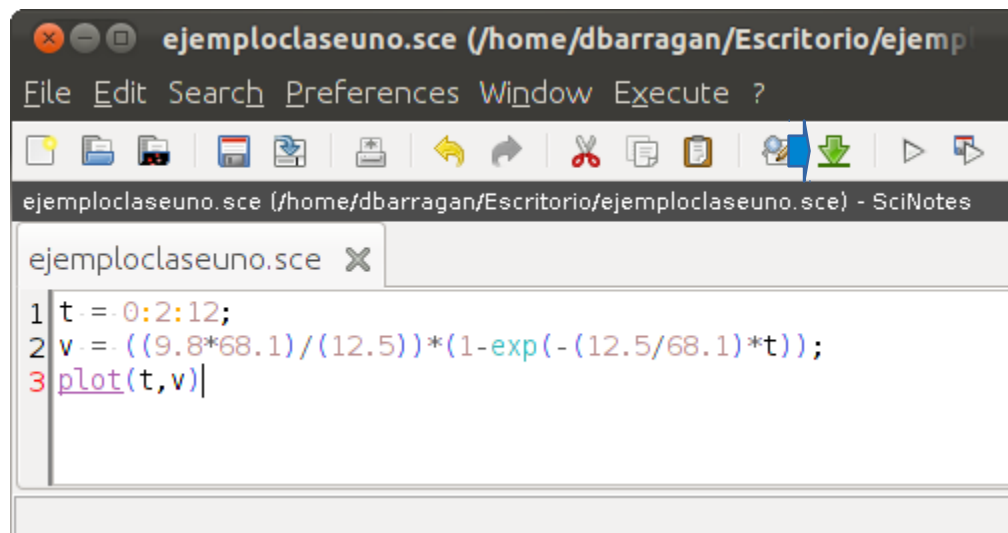 ejemploclaseuno.sce (/home/dbarragan/Escritorio/ejemp
File Edit Search Preferences Window Execute ?
ejemploclaseuno.sce (/home/dbarragan/Escritorio/ejemploclaseuno.sce) - SciNotes
ejemploclaseuno.sce
1 t = 0:2:12;
2 v = ((9.8*68.1)/(12.5))*(1-exp(-(12.5/68.1)*t));
3 plot(t,v)